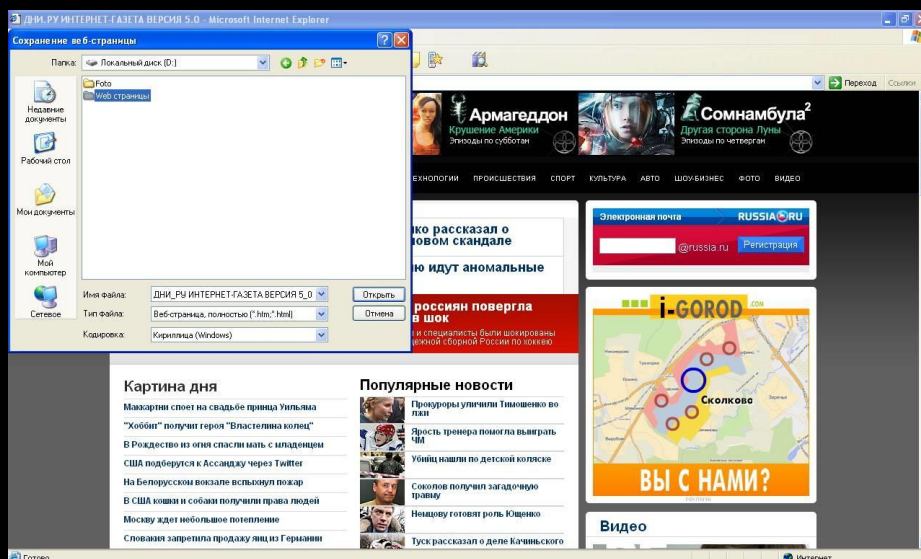 ДНИ.РУ ИНТЕРНЕТ-ГАЗЕТА ВЕРСИЯ 5.0 - Microsoft Internet Explorer
Сохранение веб-страницы
Папка:
Локальный диск (D:)
Foto
Web страницы
Недавние
документы
Рабочий стол
Мои документы
Мой
компьютер
Сетевое
Имя файла:
ДНИ_РУ ИНТЕРНЕТ-ГАЗЕТА ВЕРСИЯ 5_0
Открыть
Тип файла:
Веб-страница, полностью (*.htm;*.html)
Отмена
Кодировка:
Кириллица (Windows)
Переход
Ссылки
Армагеддон
Крушение Америки
Эпизоды по субботам
Сомнамбула2
Другая сторона Луны
Эпизоды по четвергам
ЕХНОЛОГИИ ПРОИСШЕСТВИЯ СПОРТ КУЛЬТУРА АВТО ШОУ-БИЗНЕС ФОТО ВИДЕО
ко рассказал о
овом скандале
ю идут аномальные
россиян повергла
в шок
и специалисты были шокированы
дежной сборной России по хоккею
Электронная почта
RUSSIA RU
@russia.ru
Регистрация
i-GOROD.COM
Сколково
ВЫ С НАМИ?
Картина дня
Маккартни споет на свадьбе принца Уильяма
"Хоббит" получит героя "Властелина колец"
В Рождество из огня спасли мать с младенцем
США подберутся к Ассанджу через Twitter
На Белорусском вокзале вспыхнул пожар
В США кошки и собаки получили права людей
Москву ждет небольшое потепление
Словакия запретила продажу яиц из Германии
Популярные новости
Прокуроры уличили Тимошенко во
лжи
Ярость тренера помогла выиграть
ЧМ
Убийц нашли по детской коляске
Соколов получил загадочную
травму
Немцову готовят роль Ющенко
Туск рассказал о деле Качиньского
Видео
Готово
Интернет